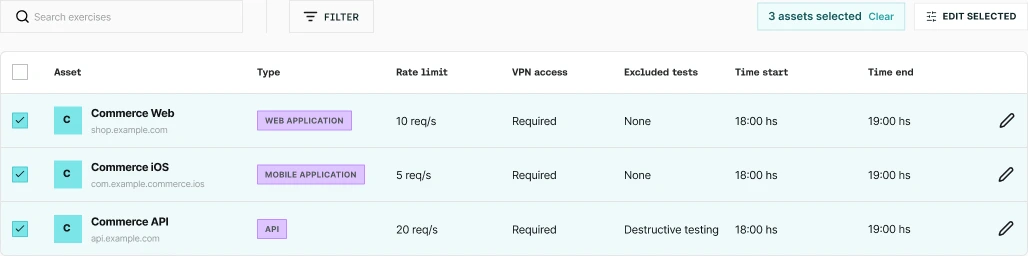 Search exercises
FILTER
3 assets selected Clear
EDIT SELECTED
Asset Type Rate limit VPN access Excluded tests Time start Time end
C Commerce Web WEB APPLICATION 10 req/s Required None 18:00 hs 19:00 hs
shop.example.com
C Commerce iOS MOBILE APPLICATION 5 req/s Required None 18:00 hs 19:00 hs
com.example.commerce.ios
C Commerce API API 20 req/s Required Destructive testing 18:00 hs 19:00 hs
api.example.com